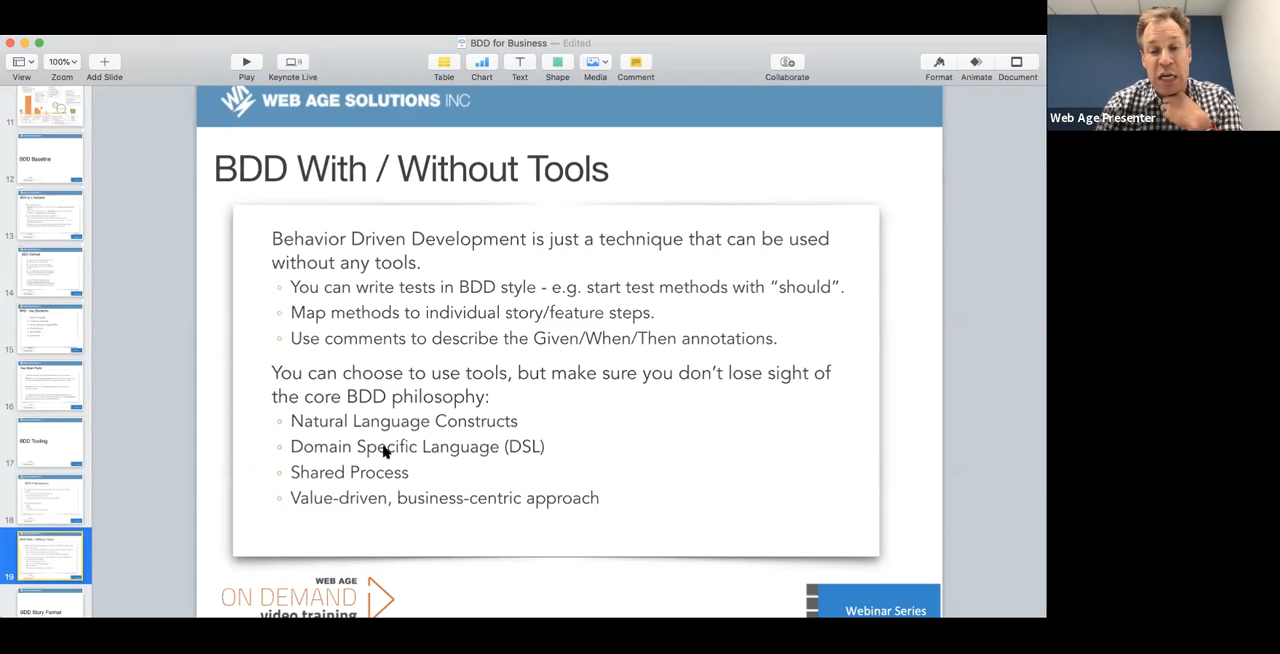 BDD for Business — Edited
100%
View
Zoom
Add Slide
Play
Keynote Live
Table
Chart
Text
Shape
Media
Comment
Collaborate
Format
Animate
Document
Web Age Presenter
11
BDD Baseline
12
13
BDD Defined
14
15
16
BDD Tooling
17
18
19
BDD Story Format
WEB AGE SOLUTIONS INC
BDD With / Without Tools
Behavior Driven Development is just a technique that can be used
without any tools.
◦ You can write tests in BDD style - e.g. start test methods with “should”.
◦ Map methods to individual story/feature steps.
◦ Use comments to describe the Given/When/Then annotations.
You can choose to use tools, but make sure you don’t lose sight of
the core BDD philosophy:
◦ Natural Language Constructs
◦ Domain Specific Language (DSL)
◦ Shared Process
◦ Value-driven, business-centric approach
WEB AGE
ON DEMAND
video training
Webinar Series